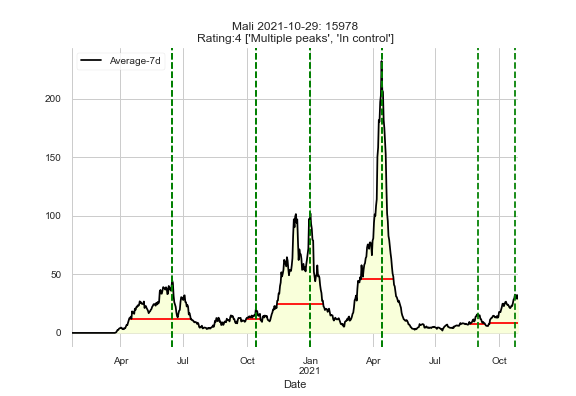 Mali 2021-10-29: 15978
Rating:4 ['Multiple peaks', 'In control']
Average-7d
200
150
100
50
0
Apr Jul Oct Jan Apr Jul Oct
2021
Date